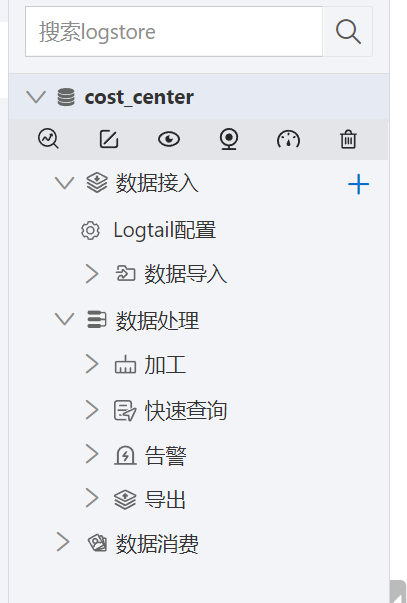 搜索logstore
cost_center
数据接入
Logtail配置
数据导入
数据处理
加工
快速查询
告警
导出
数据消费